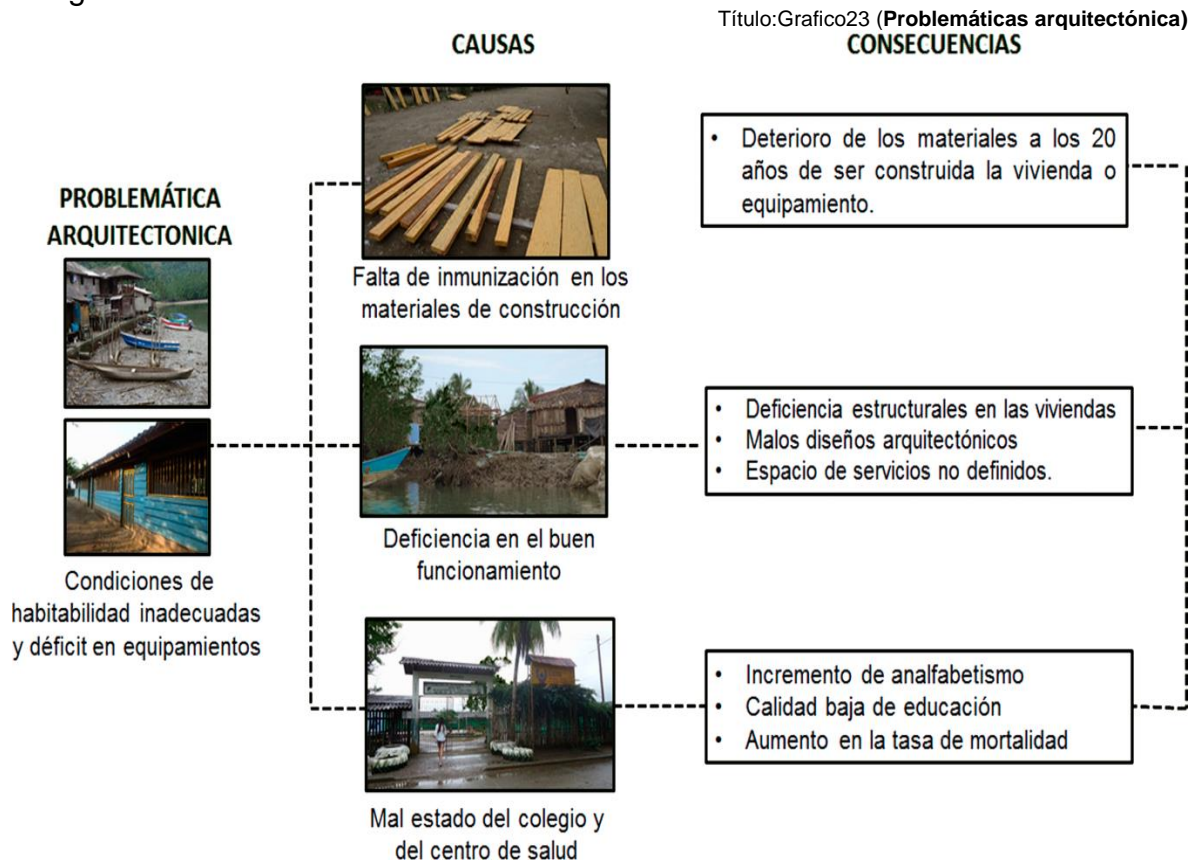 Título:Grafico23 (Problemáticas arquitectónica)
CAUSAS
CONSECUENCIAS
PROBLEMÁTICA
ARQUITECTONICA
Condiciones de
habitabilidad inadecuadas
y déficit en equipamientos
Falta de inmunización en los
materiales de construcción
• Deterioro de los materiales a los 20
años de ser construida la vivienda o
equipamiento.
Deficiencia en el buen
funcionamiento
• Deficiencia estructurales en las viviendas
• Malos diseños arquitectónicos
• Espacio de servicios no definidos.
Mal estado del colegio y
del centro de salud
• Incremento de analfabetismo
• Calidad baja de educación
• Aumento en la tasa de mortalidad